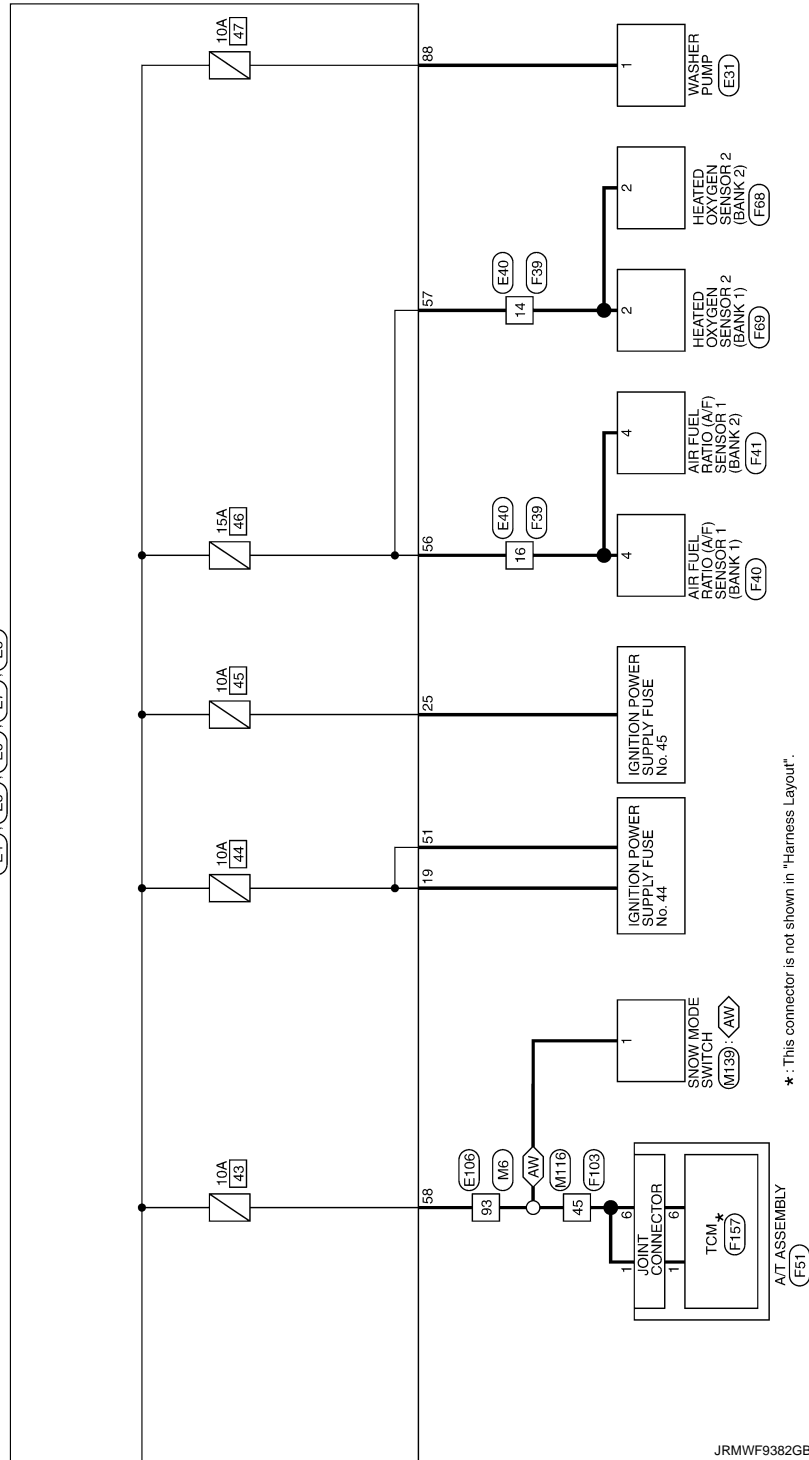 10A
43
10A
44
10A
45
15A
46
10A
47
58
19
51
25
56
57
88
93
E106
M6
AW
45
M116
F103
16
E40
F39
14
E40
F39
1
6
JOINT
CONNECTOR
1
6
TCM *
F157
A/T ASSEMBLY
F51
1
SNOW MODE
SWITCH
M139 : AW
IGNITION POWER
SUPPLY FUSE
No. 44
IGNITION POWER
SUPPLY FUSE
No. 45
4
AIR FUEL
RATIO (A/F)
SENSOR 1
(BANK 1)
F40
4
AIR FUEL
RATIO (A/F)
SENSOR 1
(BANK 2)
F41
2
HEATED
OXYGEN
SENSOR 2
(BANK 1)
F69
2
HEATED
OXYGEN
SENSOR 2
(BANK 2)
F68
1
WASHER
PUMP
E31
* : This connector is not shown in "Harness Layout".
JRMWF9382GB